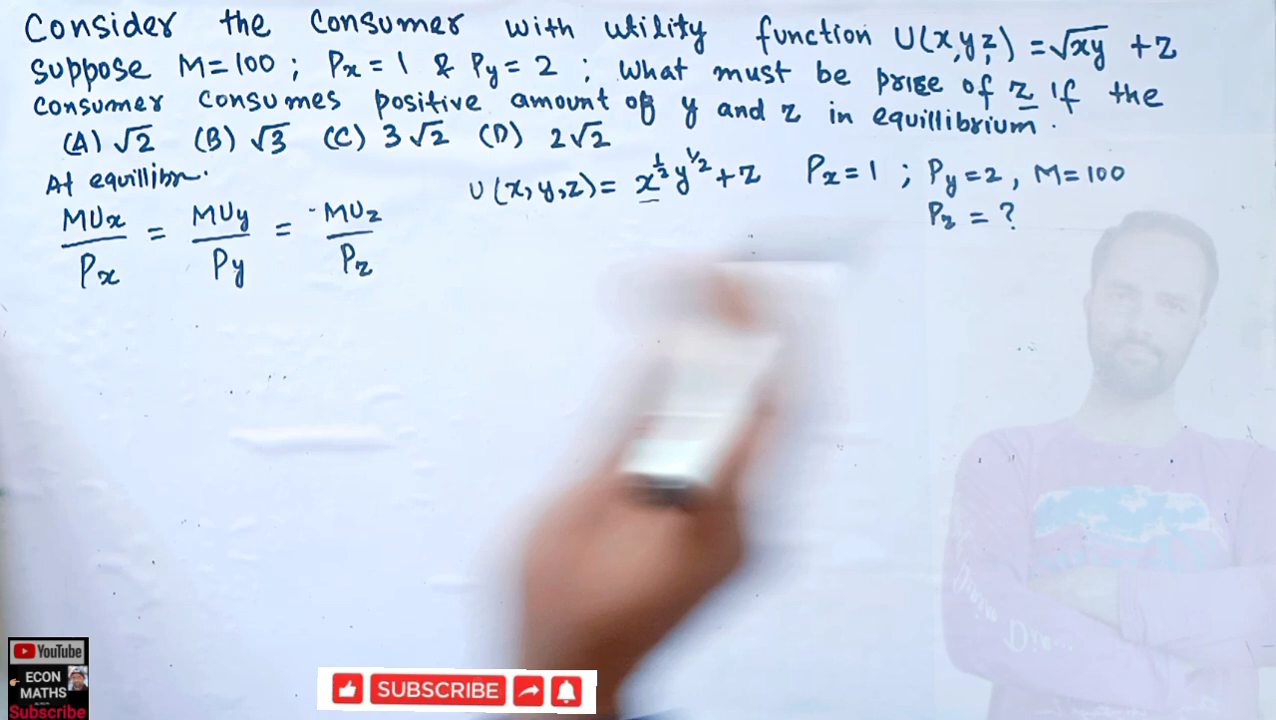 Consider the Consumer with utility function U(x,y,z) = √xy + z
Suppose M=100 ; Px = 1 & Py = 2 ; What must be price of z if the
consumer consumes positive amount of y and z in equillibrium.
(A) √2 (B) √3 (C) 3√2 (D) 2√2
At equilibm.
U(x,y,z) = x^½ y^1/2 + z Px = 1 ; Py = 2, M = 100
Pz = ?
MUx/Px = MUy/Py = MUz/Pz
YouTube
ECON
MATHS
Subscribe
SUBSCRIBE